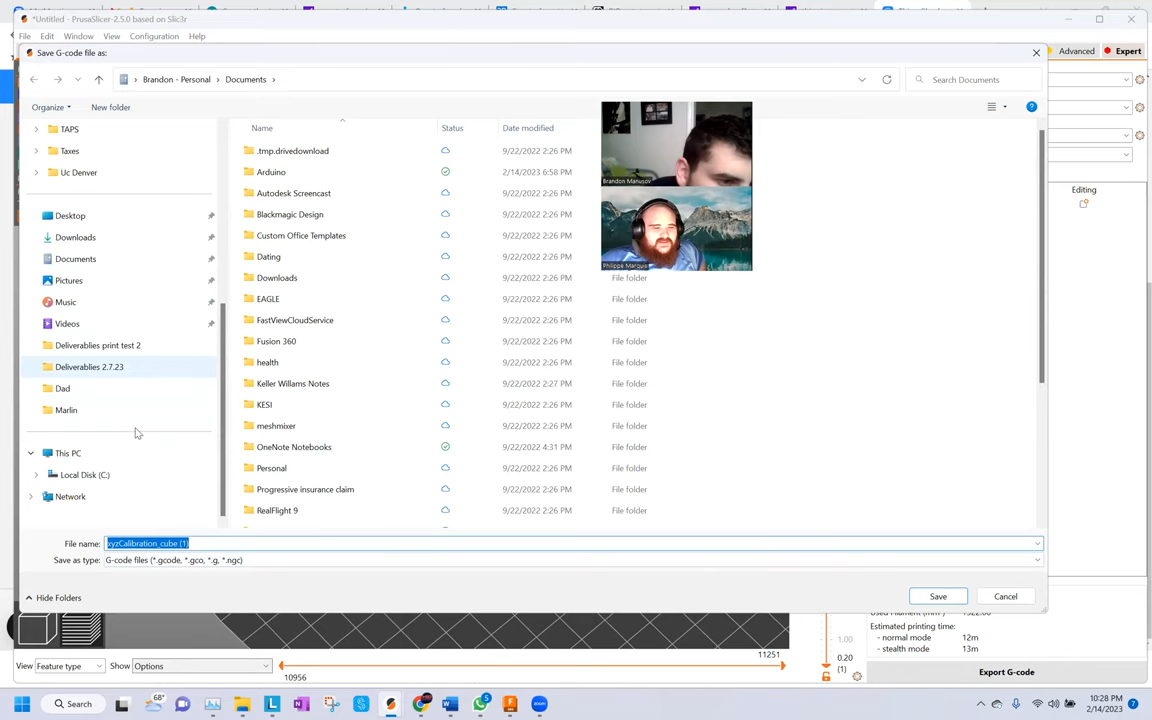 *Untitled - PrusaSlicer-2.5.0 based on Slic3r
File Edit Window View Configuration Help
Save G-code file as:
Advanced Expert
Brandon - Personal > Documents >
Search Documents
Organize New folder
Name Status Date modified
TAPS
Taxes
Uc Denver
Desktop
Downloads
Documents
Pictures
Music
Videos
Deliverables print test 2
Deliverablies 2.7.23
Dad
Marlin
This PC
Local Disk (C:)
Network
.tmp.drivedownload 9/22/2022 2:26 PM
Arduino 2/14/2023 6:58 PM
Autodesk Screencast 9/22/2022 2:26 PM
Blackmagic Design 9/22/2022 2:26 PM
Custom Office Templates 9/22/2022 2:26 PM
Dating 9/22/2022 2:26 PM
Downloads 9/22/2022 2:26 PM File folder
EAGLE 9/22/2022 2:26 PM File folder
FastViewCloudService 9/22/2022 2:26 PM File folder
Fusion 360 9/22/2022 2:26 PM File folder
health 9/22/2022 2:26 PM File folder
Keller Willams Notes 9/22/2022 2:27 PM File folder
KESI 9/22/2022 2:26 PM File folder
meshmixer 9/22/2022 2:26 PM File folder
OneNote Notebooks 9/22/2022 4:31 PM File folder
Personal 9/22/2022 2:26 PM File folder
Progressive insurance claim 9/22/2022 2:26 PM File folder
RealFlight 9 9/22/2022 2:26 PM File folder
Brandon Manusov
Philippe Marquis
Editing
File name: xyzCalibration_cube (1)
Save as type: G-code files (*.gcode, *.gco, *.g, *.ngc)
Hide Folders
Save Cancel
Used Filament (mm³) 1322.00
Estimated printing time:
- normal mode 12m
- stealth mode 13m
1.00
0.20
(1)
11251
View Feature type Show Options
10956
Export G-code
68°
Search
10:28 PM
2/14/2023